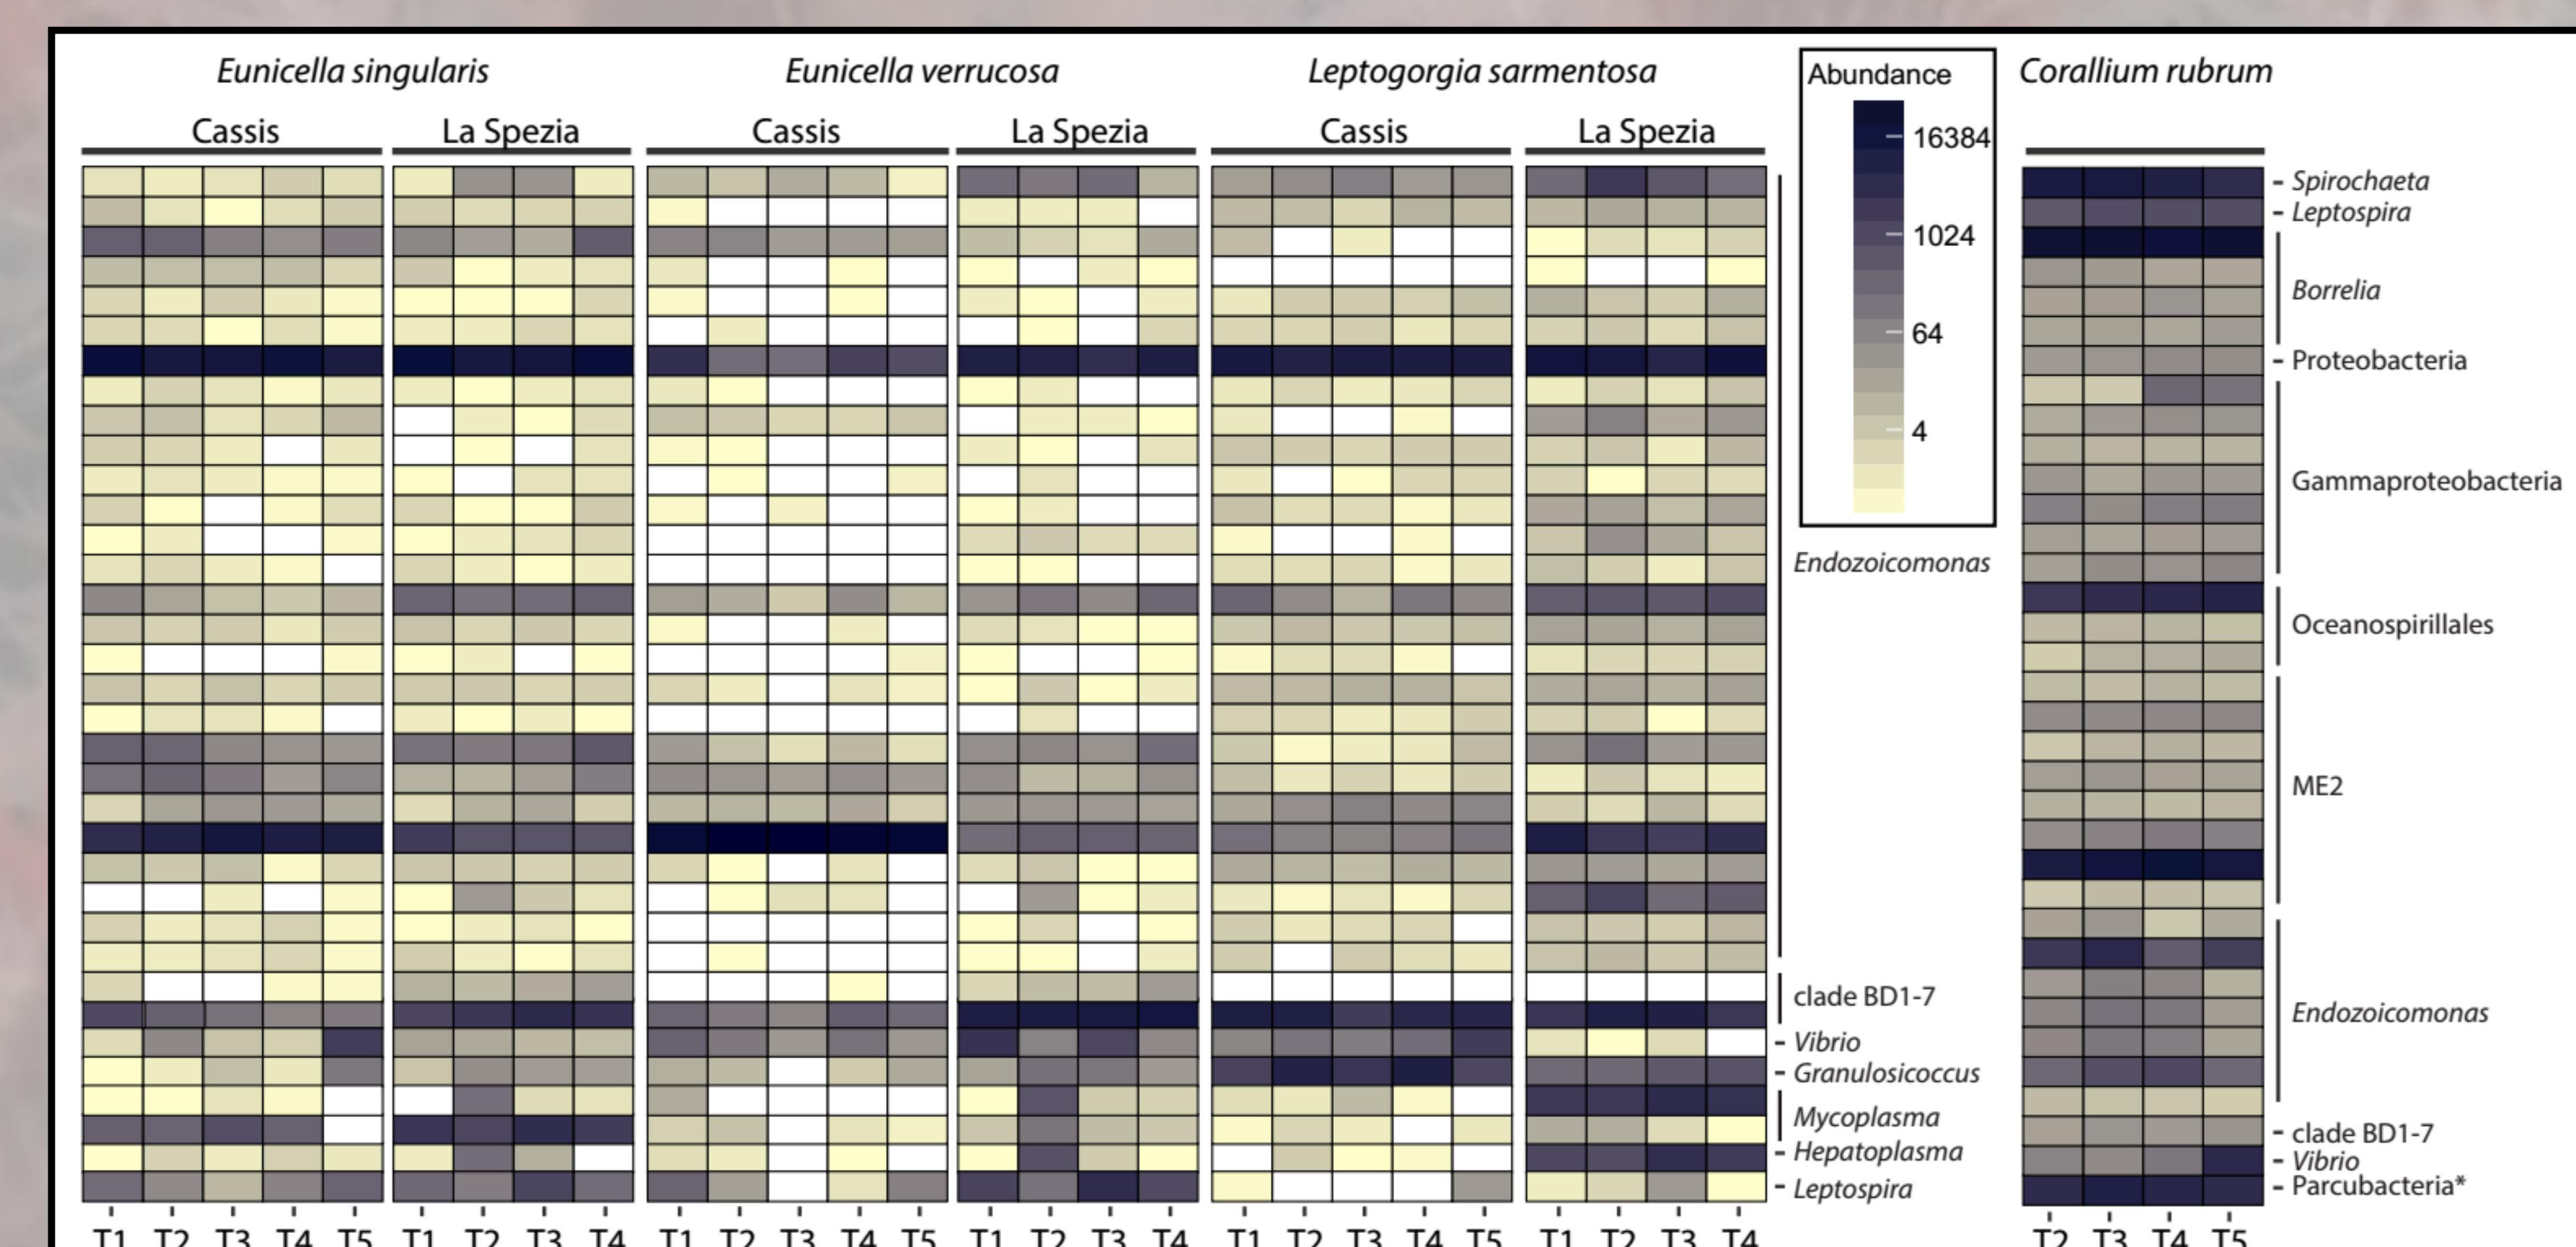 Eunicella singularis Eunicella verrucosa Leptogorgia sarmentosa Abundance Corallium rubrum
Cassis La Spezia Cassis La Spezia Cassis La Spezia
16384
1024
64
4
Endozoicomonas
clade BD1-7
Vibrio
Granulosicoccus
Mycoplasma
Hepatoplasma
Leptospira
Spirochaeta
Leptospira
Borrelia
Proteobacteria
Gammaproteobacteria
Oceanospirillales
ME2
Endozoicomonas
clade BD1-7
Vibrio
Parcubacteria*
T1 T2 T3 T4 T5 T1 T2 T3 T4 T1 T2 T3 T4 T5 T1 T2 T3 T4 T1 T2 T3 T4 T5 T1 T2 T3 T4 T2 T3 T4 T5